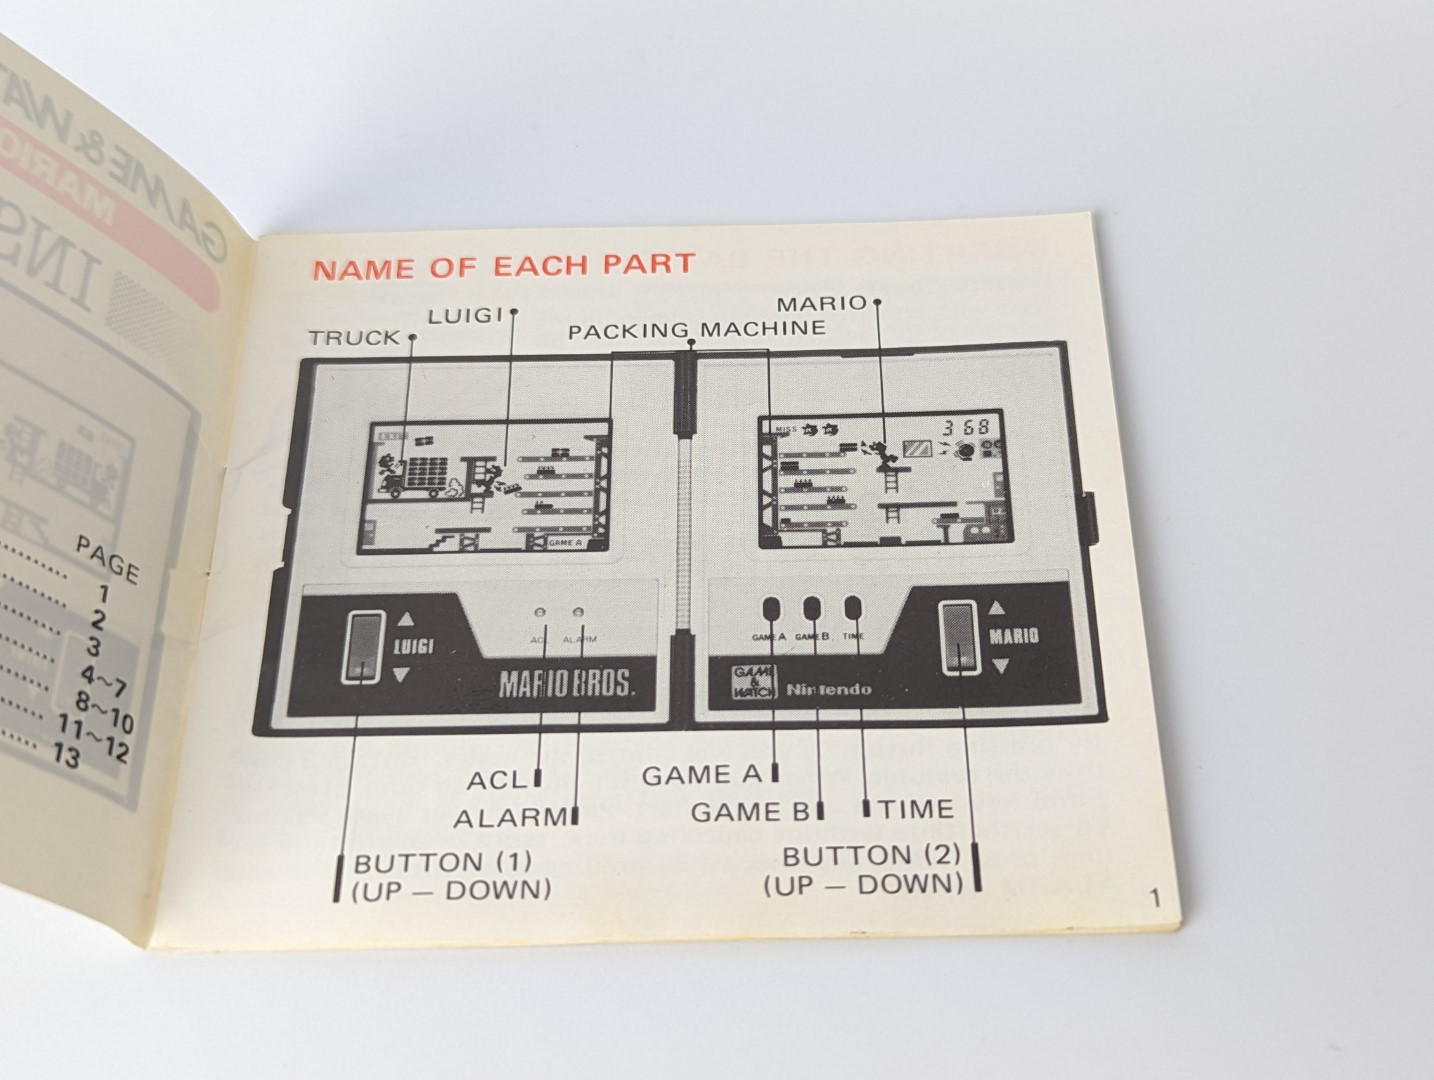 PAGE
1
2
3
4~7
8~10
11~12
13
NAME OF EACH PART
MARIO
LUIGI
PACKING MACHINE
TRUCK
MISS
368
GAME A
LUIGI
ACL ALARM
MARIO BROS.
GAME A GAME B TIME
MARIO
GAME & WATCH
Nintendo
ACL
GAME A
ALARM
GAME B
TIME
BUTTON (1)
(UP – DOWN)
BUTTON (2)
(UP – DOWN)
1